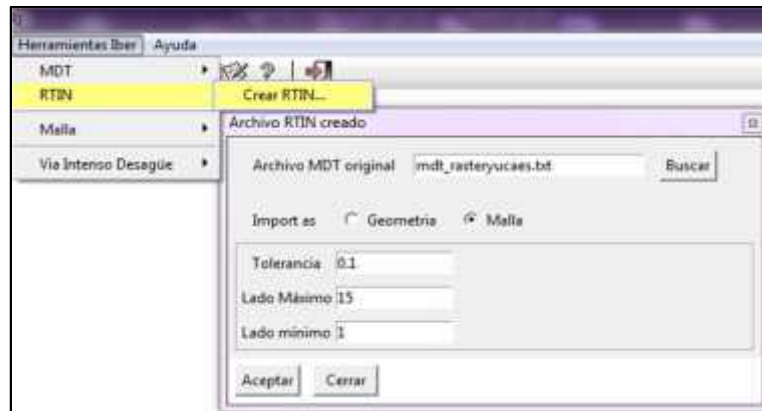 Herramientas Iber Ayuda
MDT
RTIN
Crear RTIN...
Malla
Via Intenso Desagüe
Archivo RTIN creado
Archivo MDT original mdt_rasteryucaes.txt Buscar
Import as Geometria Malla
Tolerancia 0.1
Lado Máximo 15
Lado mínimo 1
Aceptar Cerrar